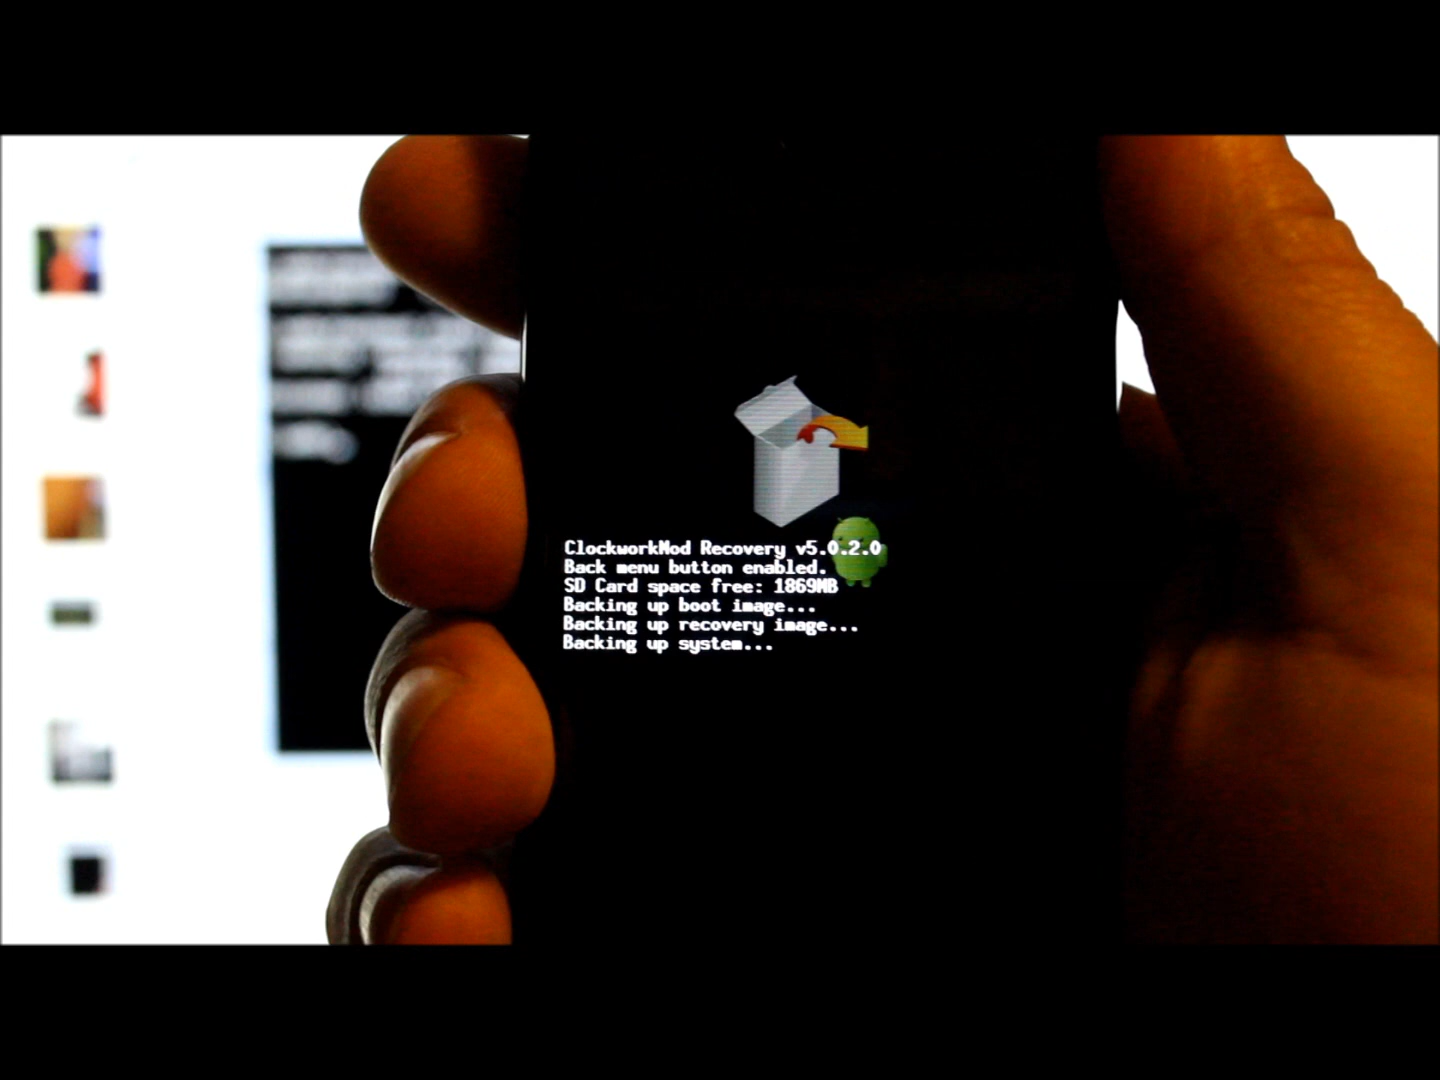 ClockworkMod Recovery v5.0.2.0
Back menu button enabled.
SD Card space free: 1869MB
Backing up boot image...
Backing up recovery image...
Backing up system...